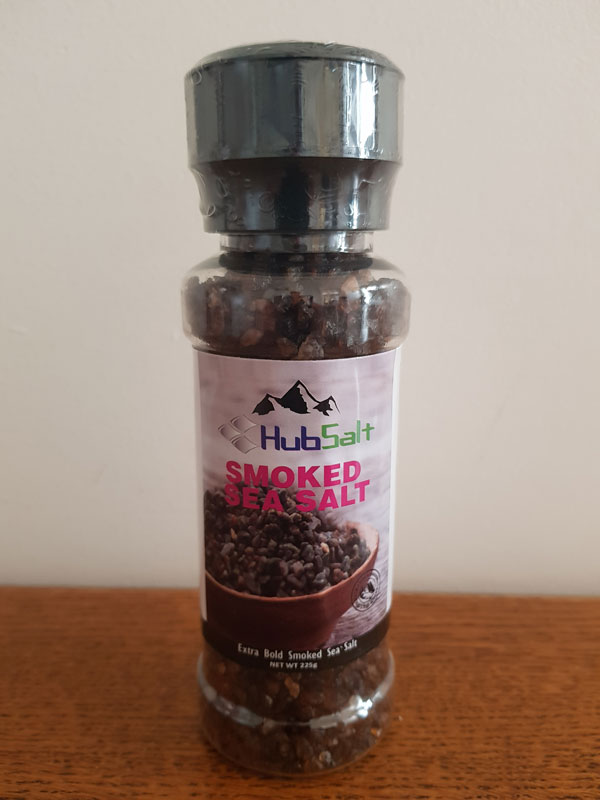 HubSalt
SMOKED
SEA SALT
Extra Bold Smoked Sea Salt
NET WT 225g